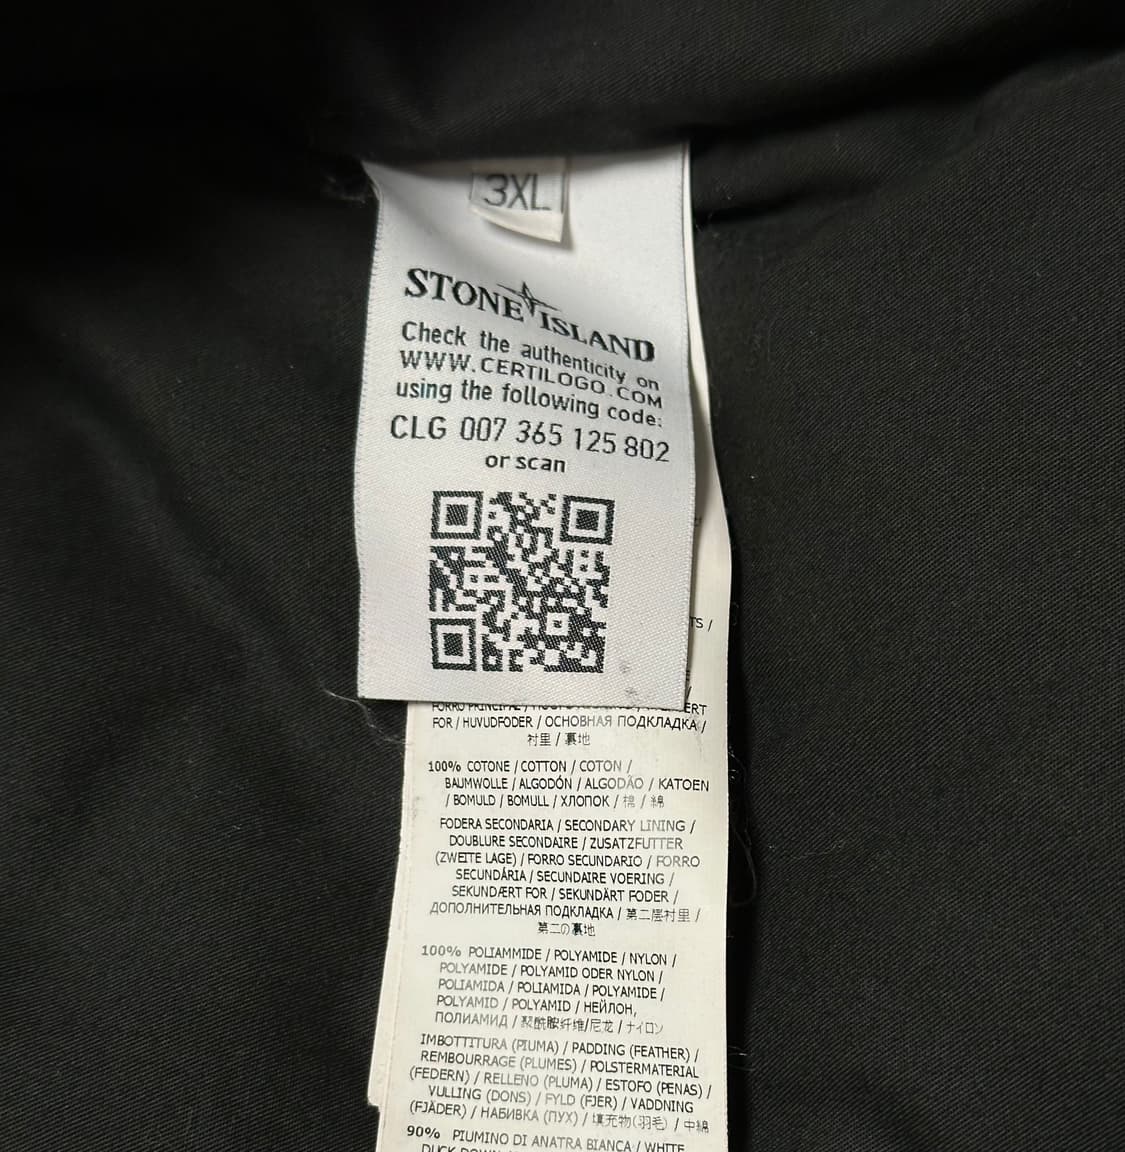 3XL
STONE ISLAND
Check the authenticity on
WWW.CERTILOGO.COM
using the following code:
CLG 007 365 125 802
or scan
TS /
ERT
FOR / HUVUDFODER / ОСНОВНАЯ ПОДКЛАДКА /
衬里 / 裏地
100% COTONE / COTTON / COTON /
BAUMWOLLE / ALGODÓN / ALGODÃO / KATOEN
/ BOMULD / BOMULL / ХЛОПОК / 棉 / 綿
FODERA SECONDARIA / SECONDARY LINING /
DOUBLURE SECONDAIRE / ZUSATZFUTTER
(ZWEITE LAGE) / FORRO SECUNDARIO / FORRO
SECUNDÁRIA / SECUNDAIRE VOERING /
SEKUNDÆRT FOR / SEKUNDÄRT FODER /
ДОПОЛНИТЕЛЬНАЯ ПОДКЛАДКА / 第二层衬里 /
第二の裏地
100% POLIAMMIDE / POLYAMIDE / NYLON /
POLYAMIDE / POLYAMID ODER NYLON /
POLIAMIDA / POLIAMIDA / POLYAMIDE /
POLYAMID / POLYAMID / НЕЙЛОН,
ПОЛИАМИД / 聚酰胺纤维/尼龙 / ナイロン
IMBOTTITURA (PIUMA) / PADDING (FEATHER) /
REMBOURRAGE (PLUMES) / POLSTERMATERIAL
(FEDERN) / RELLENO (PLUMA) / ESTOFO (PENAS) /
VULLING (DONS) / FYLD (FJER) / VADDNING
(FJÄDER) / НАБИВКА (ПУХ) / 填充物(羽毛) / 中綿
90% PIUMINO DI ANATRA BIANCA / WHITE
DUCK DOWN